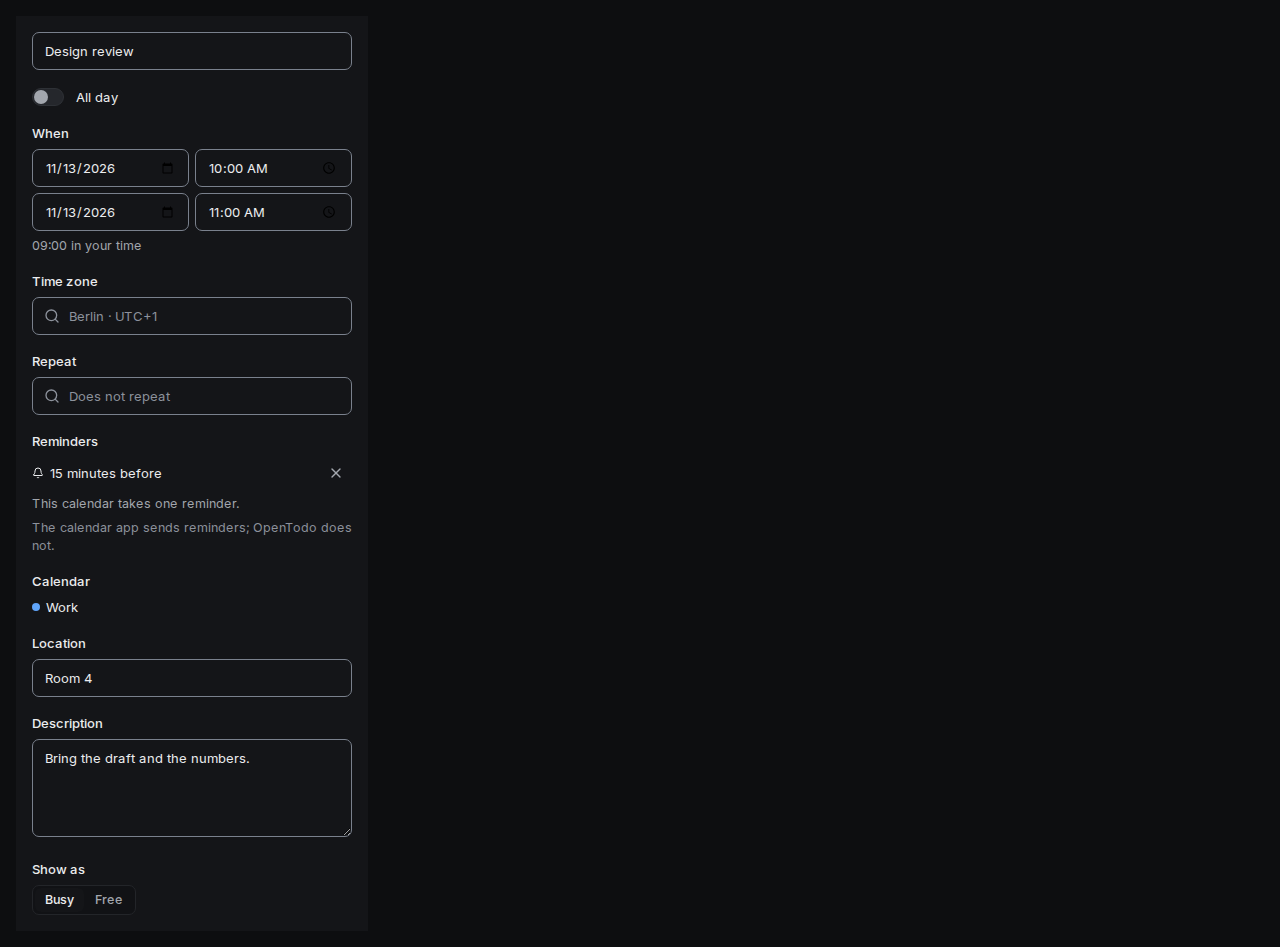 Design review
All day
When
11/13/2026 10:00 AM
11/13/2026 11:00 AM
09:00 in your time
Time zone
Berlin · UTC+1
Repeat
Does not repeat
Reminders
15 minutes before
This calendar takes one reminder.
The calendar app sends reminders; OpenTodo does
not.
Calendar
Work
Location
Room 4
Description
Bring the draft and the numbers.
Show as
Busy Free